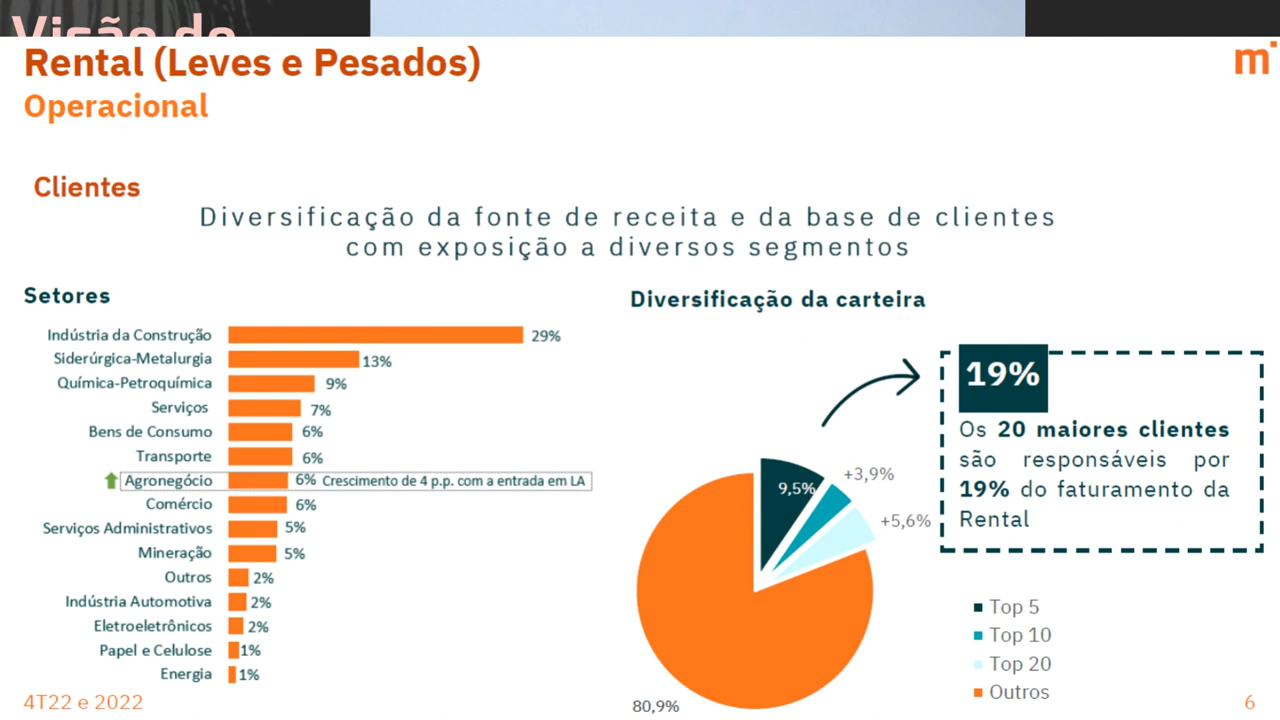 Visão do
Rental (Leves e Pesados)
m
Operacional
Clientes
Diversificação da fonte de receita e da base de clientes
com exposição a diversos segmentos
Setores
Indústria da Construção 29%
Siderúrgica-Metalurgia 13%
Química-Petroquímica 9%
Serviços 7%
Bens de Consumo 6%
Transporte 6%
Agronegócio 6% Crescimento de 4 p.p. com a entrada em LA
Comércio 6%
Serviços Administrativos 5%
Mineração 5%
Outros 2%
Indústria Automotiva 2%
Eletroeletrônicos 2%
Papel e Celulose 1%
Energia 1%
Diversificação da carteira
9,5%
+3,9%
+5,6%
80,9%
19%
Os 20 maiores clientes
são responsáveis por
19% do faturamento da
Rental
Top 5
Top 10
Top 20
Outros
4T22 e 2022
6